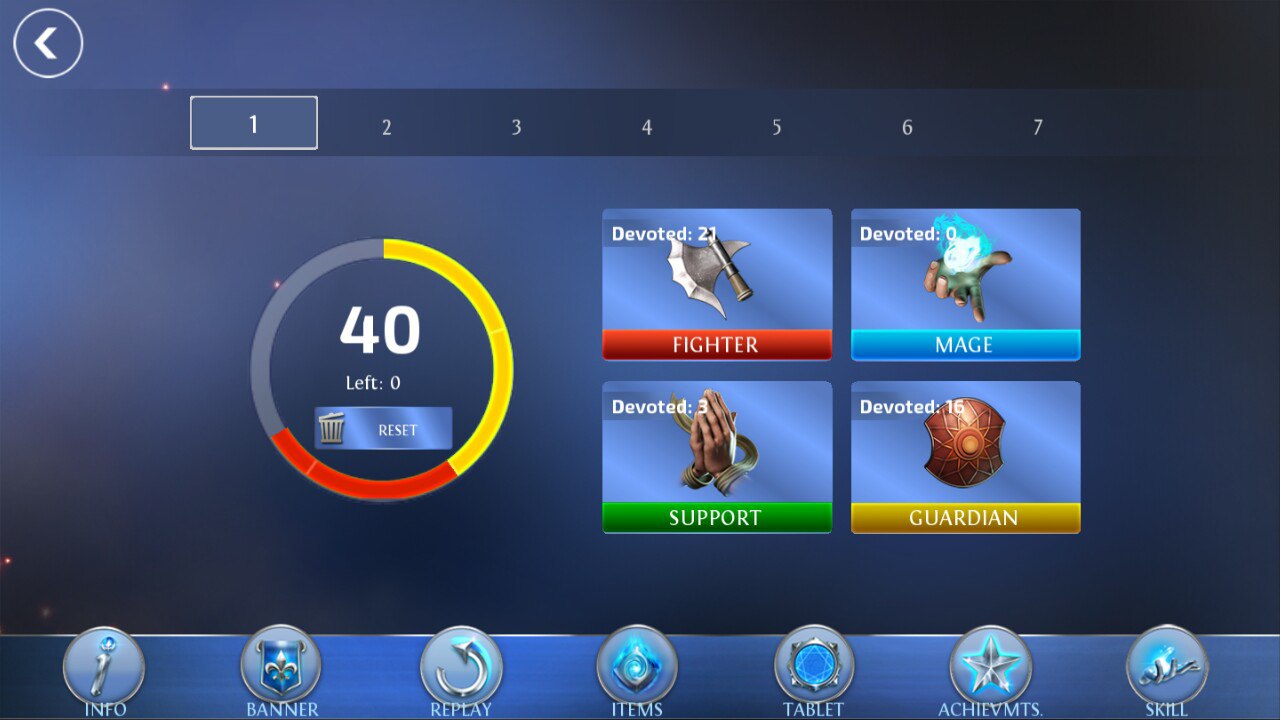 1 2 3 4 5 6 7
40
Left: 0
RESET
Devoted: 21
FIGHTER
Devoted: 0
MAGE
Devoted: 3
SUPPORT
Devoted: 16
GUARDIAN
INFO BANNER REPLAY ITEMS TABLET ACHIEVMTS. SKILL